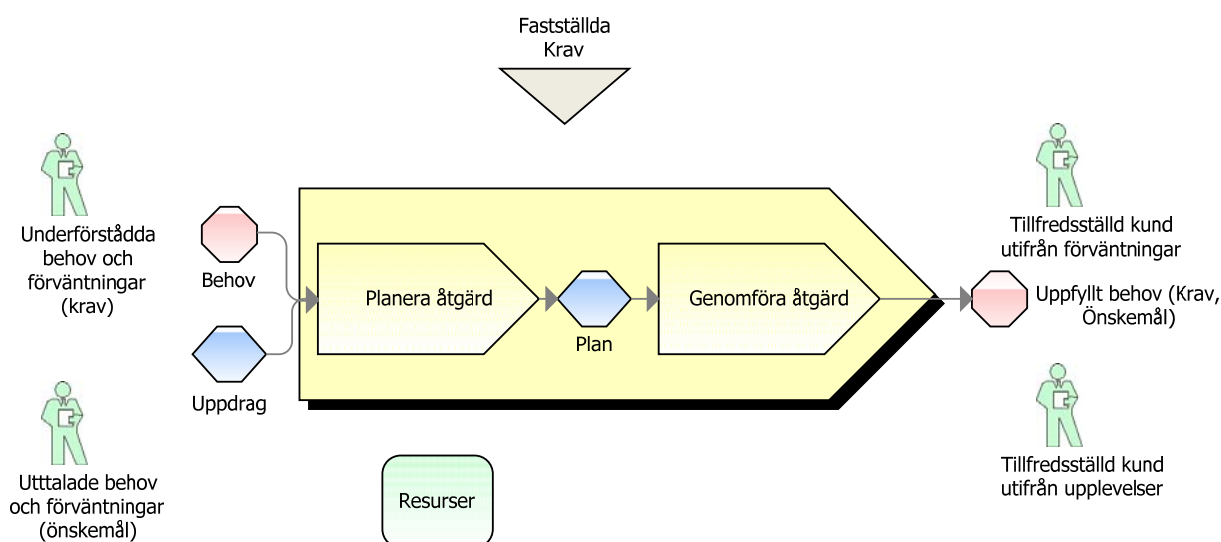 Fastställda
Krav
Underförstådda
behov och
förväntningar
(krav)
Behov
Uppdrag
Utttalade behov
och förväntningar
(önskemål)
Planera åtgärd
Plan
Genomföra åtgärd
Resurser
Tillfredsställd kund
utifrån förväntningar
Uppfyllt behov (Krav,
Önskemål)
Tillfredsställd kund
utifrån upplevelser